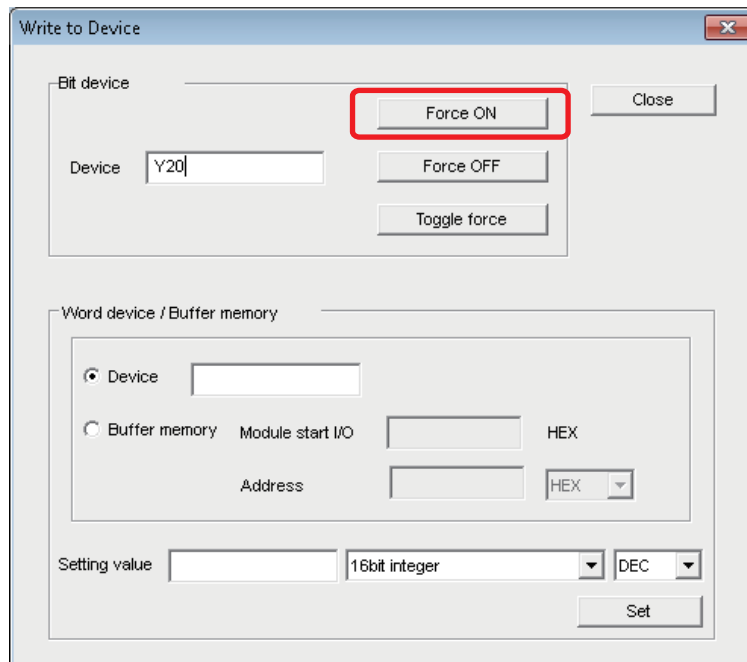 Write to Device
Bit device
Force ON
Close
Device
Y20
Force OFF
Toggle force
Word device / Buffer memory
Device
Buffer memory
Module start I/O
HEX
Address
HEX
Setting value
16bit integer
DEC
Set